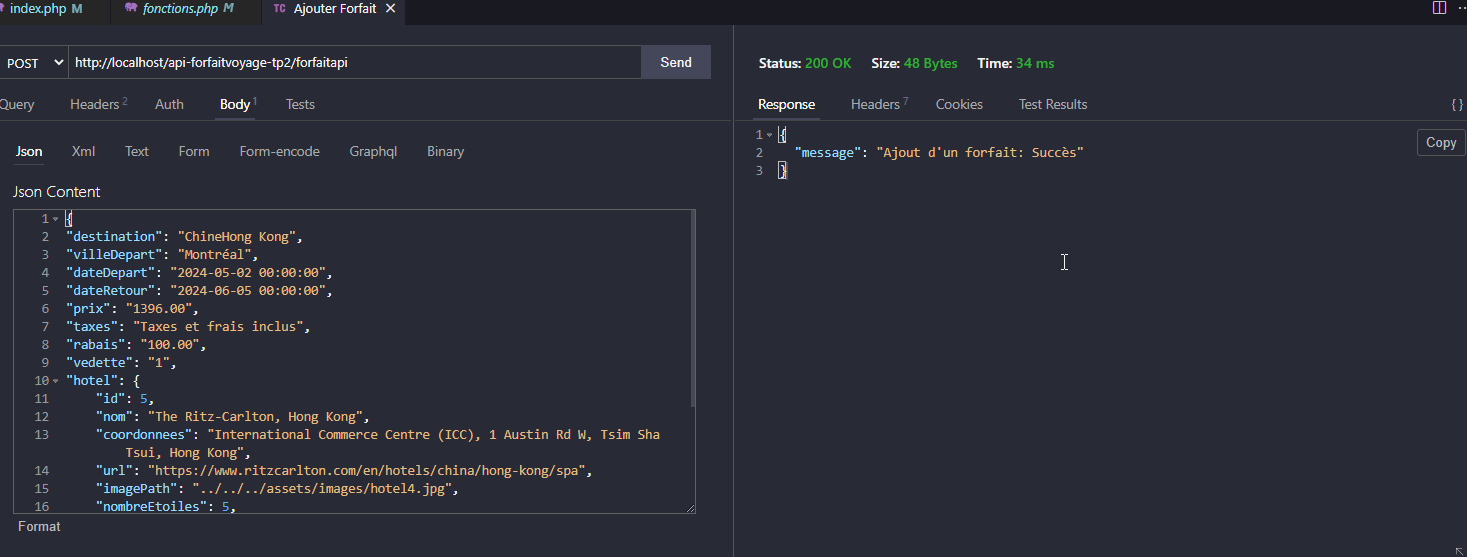 index.php M
fonctions.php M
TC Ajouter Forfait
POST
http://localhost/api-forfaitvoyage-tp2/forfaitapi
Send
Query Headers 2 Auth Body 1 Tests
Json Xml Text Form Form-encode Graphql Binary
Json Content
1 {
2 "destination": "ChineHong Kong",
3 "villeDepart": "Montréal",
4 "dateDepart": "2024-05-02 00:00:00",
5 "dateRetour": "2024-06-05 00:00:00",
6 "prix": "1396.00",
7 "taxes": "Taxes et frais inclus",
8 "rabais": "100.00",
9 "vedette": "1",
10 "hotel": {
11 "id": 5,
12 "nom": "The Ritz-Carlton, Hong Kong",
13 "coordonnees": "International Commerce Centre (ICC), 1 Austin Rd W, Tsim Sha
Tsui, Hong Kong",
14 "url": "https://www.ritzcarlton.com/en/hotels/china/hong-kong/spa",
15 "imagePath": "../../../assets/images/hotel4.jpg",
16 "nombreEtoiles": 5,
Format
Status: 200 OK Size: 48 Bytes Time: 34 ms
Response Headers 7 Cookies Test Results { }
1 {
2 "message": "Ajout d'un forfait: Succès"
3 }
Copy